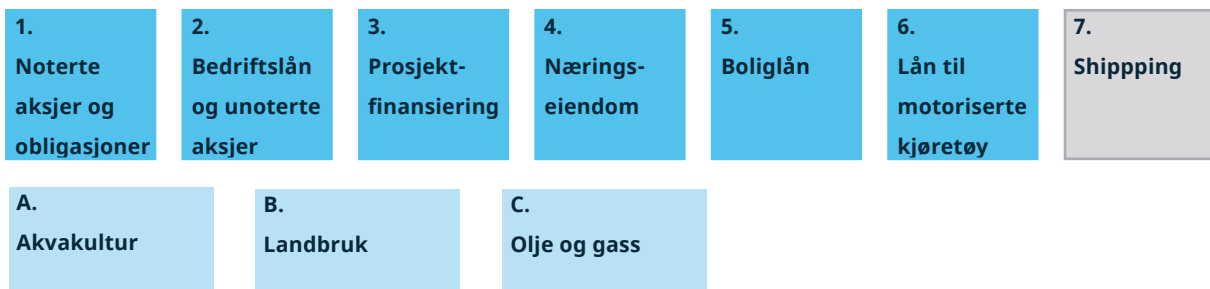 1.
Noterte
aksjer og
obligasjoner
2.
Bedriftslån
og unoterte
aksjer
3.
Prosjekt-
finansiering
4.
Nærings-
eiendom
5.
Boliglån
6.
Lån til
motoriserte
kjøretøy
7.
Shippping
A.
Akvakultur
B.
Landbruk
C.
Olje og gass